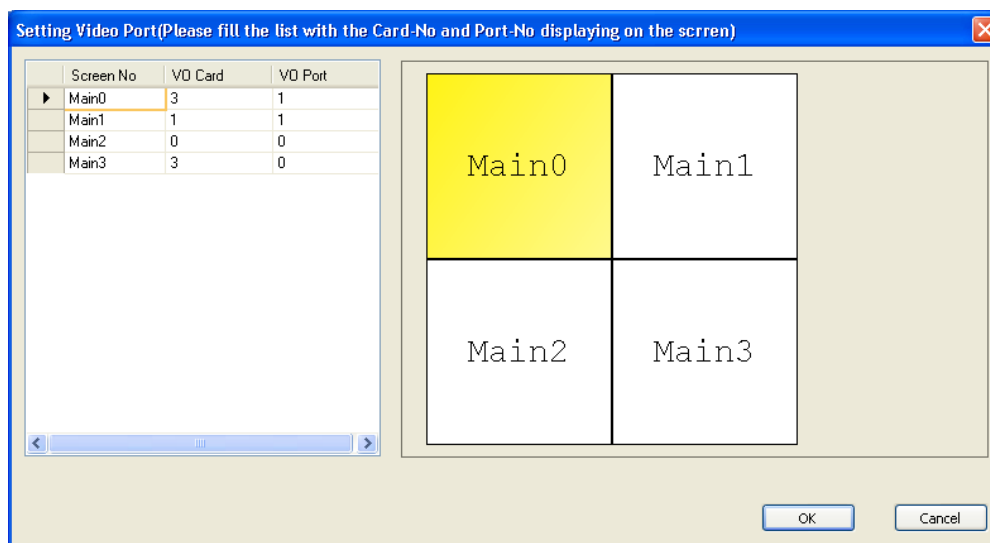 Setting Video Port(Please fill the list with the Card-No and Port-No displaying on the scrren)
Screen No VO Card VO Port
Main0 3 1
Main1 1 1
Main2 0 0
Main3 3 0
Main0 Main1
Main2 Main3
OK Cancel